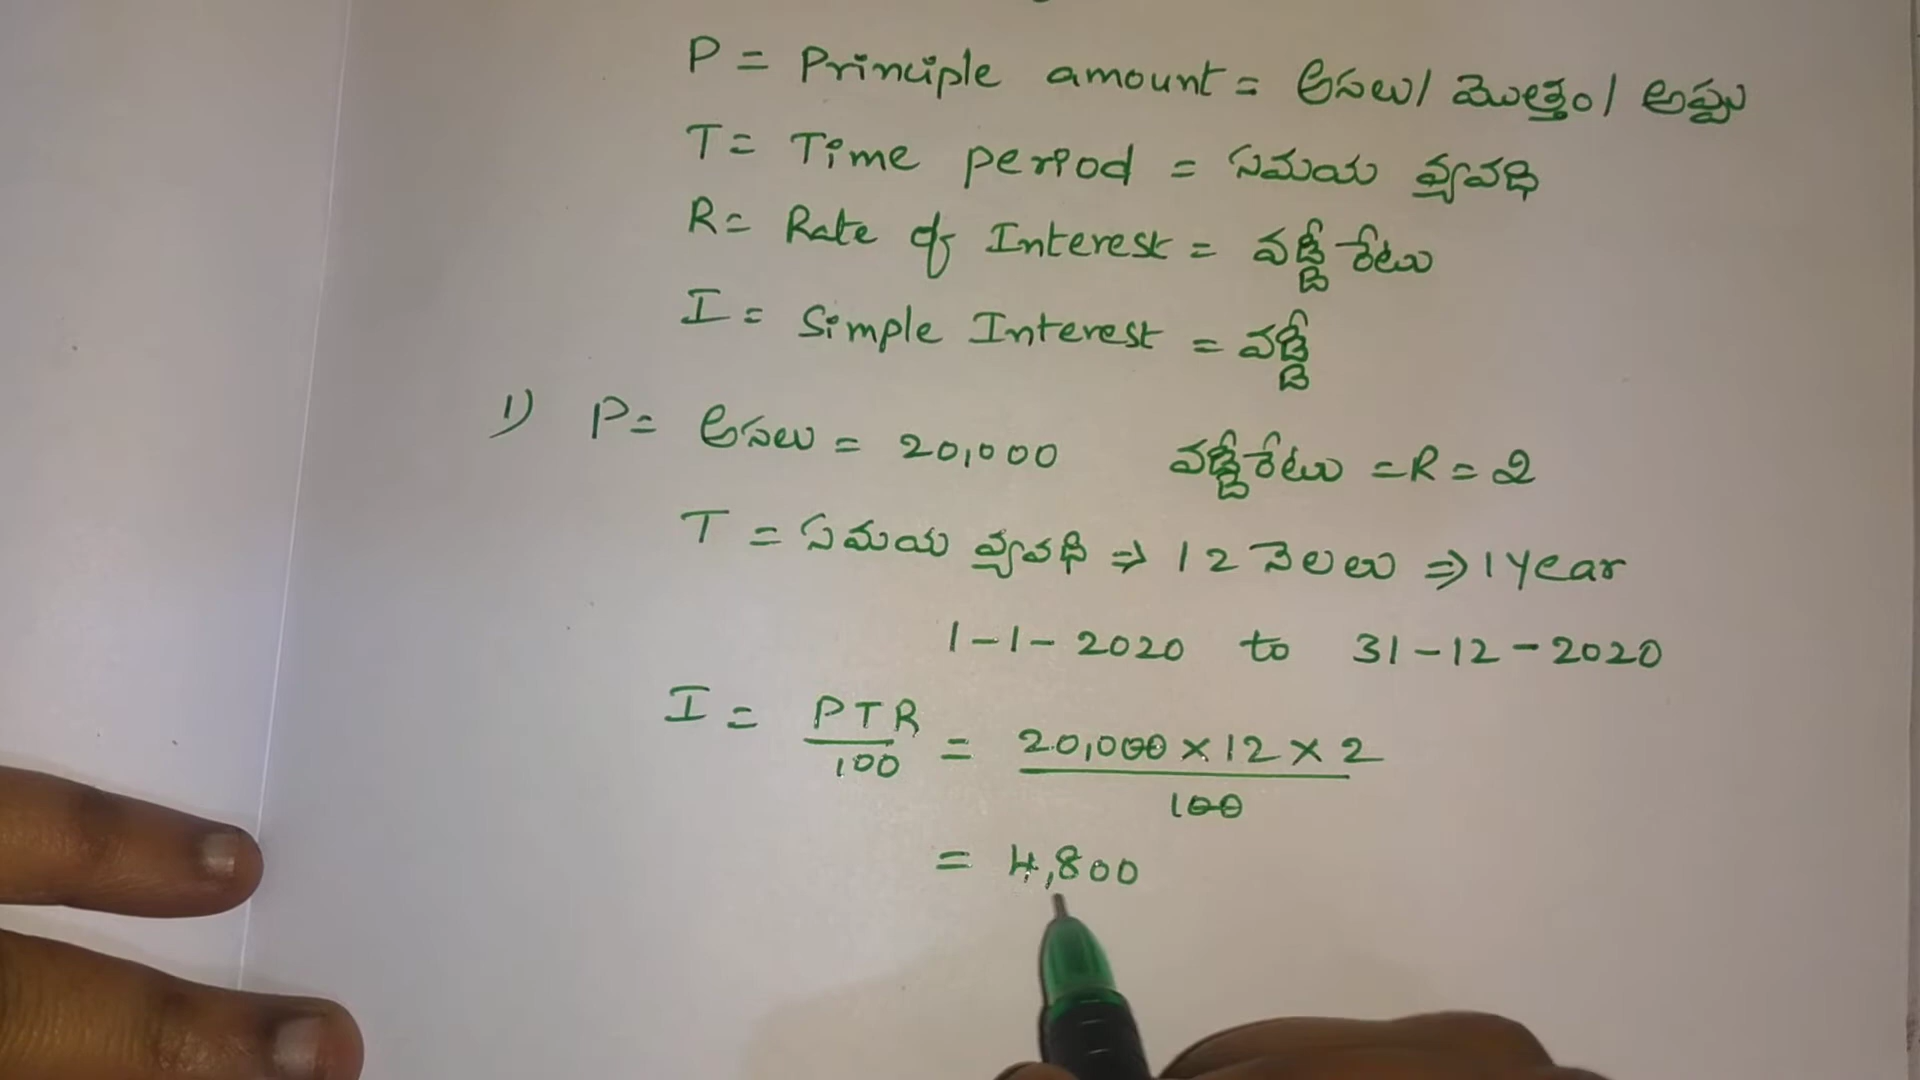 P = Principle amount = అసలు/ మొత్తం/ అప్పు
T = Time period = సమయ వ్యవధి
R = Rate of Interest = వడ్డీ రేటు
I = Simple Interest = వడ్డీ
1) P = అసలు = 20,000 వడ్డీరేటు = R = 2
T = సమయ వ్యవధి ⇒ 12 నెలలు ⇒ 1 Year
1-1-2020 to 31-12-2020
I = PTR/100 = 20,000 × 12 × 2/100
= 4,800